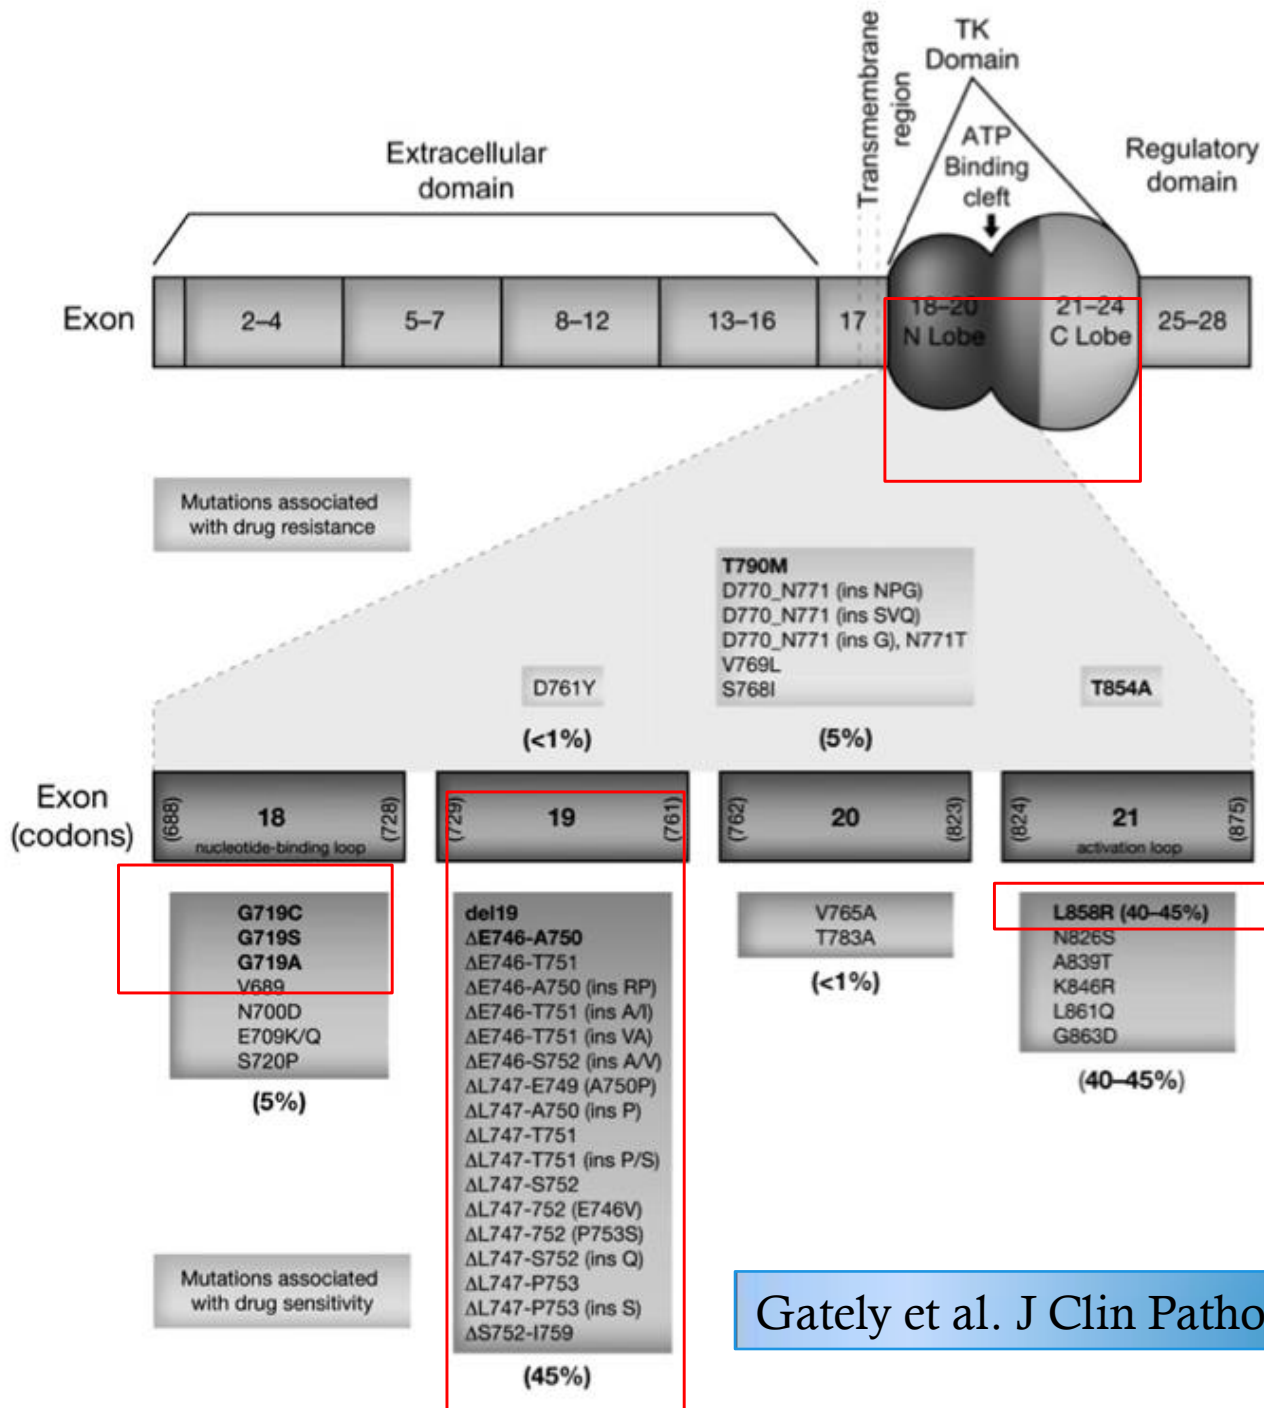 TK
Domain
Transmembrane
region
ATP
Binding
cleft
Extracellular
domain
Regulatory
domain
Exon
2–4
5–7
8–12
13–16
17
18–20
N Lobe
21–24
C Lobe
25–28
Mutations associated
with drug resistance
D761Y
(<1%)
T790M
D770_N771 (ins NPG)
D770_N771 (ins SVQ)
D770_N771 (ins G), N771T
V769L
S768I
(5%)
T854A
Exon
(codons)
(688)
18
(728)
nucleotide-binding loop
(729)
19
(761)
(762)
20
(823)
(824)
21
(875)
activation loop
G719C
G719S
G719A
V689
N700D
E709K/Q
S720P
(5%)
del19
ΔE746-A750
ΔE746-T751
ΔE746-A750 (ins RP)
ΔE746-T751 (ins A/I)
ΔE746-T751 (ins VA)
ΔE746-S752 (ins A/V)
ΔL747-E749 (A750P)
ΔL747-A750 (ins P)
ΔL747-T751
ΔL747-T751 (ins P/S)
ΔL747-S752
ΔL747-752 (E746V)
ΔL747-752 (P753S)
ΔL747-S752 (ins Q)
ΔL747-P753
ΔL747-P753 (ins S)
ΔS752-I759
(45%)
V765A
T783A
(<1%)
L858R (40–45%)
N826S
A839T
K846R
L861Q
G863D
(40–45%)
Mutations associated
with drug sensitivity
Gately et al. J Clin Patho